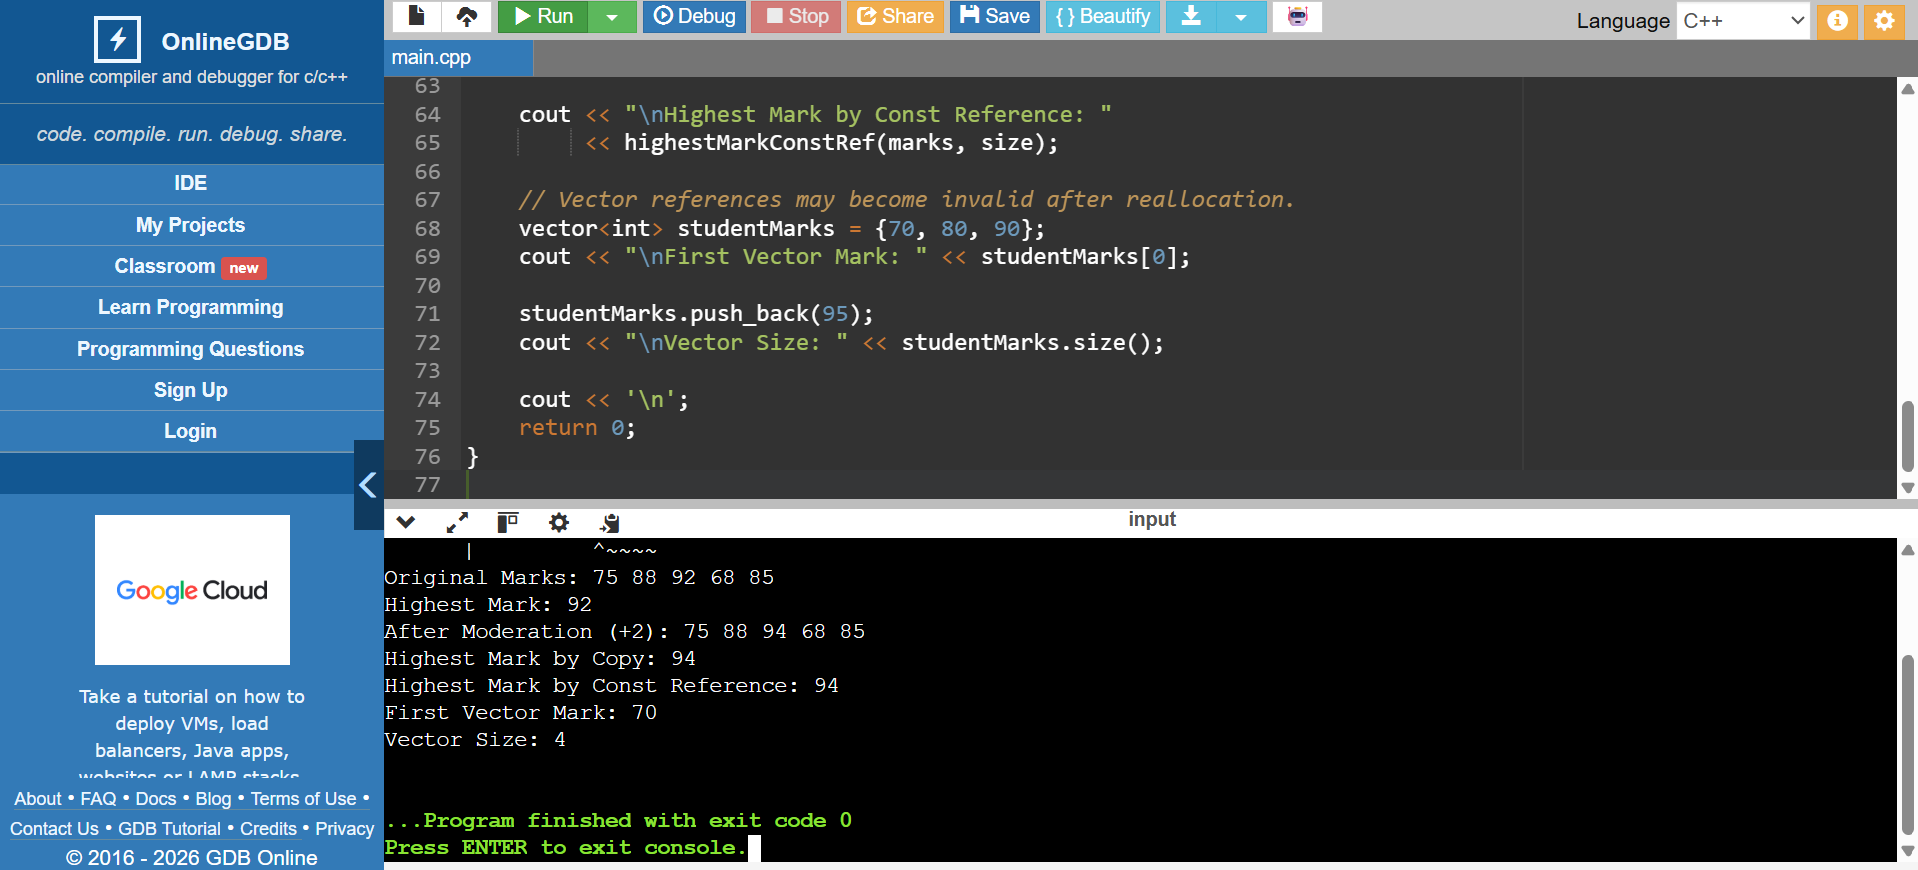 OnlineGDB
online compiler and debugger for c/c++
code. compile. run. debug. share.
IDE
My Projects
Classroom new
Learn Programming
Programming Questions
Sign Up
Login
Google Cloud
Take a tutorial on how to
deploy VMs, load
balancers, Java apps,
websites or LAMP stacks
About • FAQ • Docs • Blog • Terms of Use •
Contact Us • GDB Tutorial • Credits • Privacy
© 2016 - 2026 GDB Online
Run Debug Stop Share Save { } Beautify Language C++
main.cpp
63
64 cout << "\nHighest Mark by Const Reference: "
65 << highestMarkConstRef(marks, size);
66
67 // Vector references may become invalid after reallocation.
68 vector<int> studentMarks = {70, 80, 90};
69 cout << "\nFirst Vector Mark: " << studentMarks[0];
70
71 studentMarks.push_back(95);
72 cout << "\nVector Size: " << studentMarks.size();
73
74 cout << '\n';
75 return 0;
76 }
77
input
| ^~~~~
Original Marks: 75 88 92 68 85
Highest Mark: 92
After Moderation (+2): 75 88 94 68 85
Highest Mark by Copy: 94
Highest Mark by Const Reference: 94
First Vector Mark: 70
Vector Size: 4
...Program finished with exit code 0
Press ENTER to exit console.